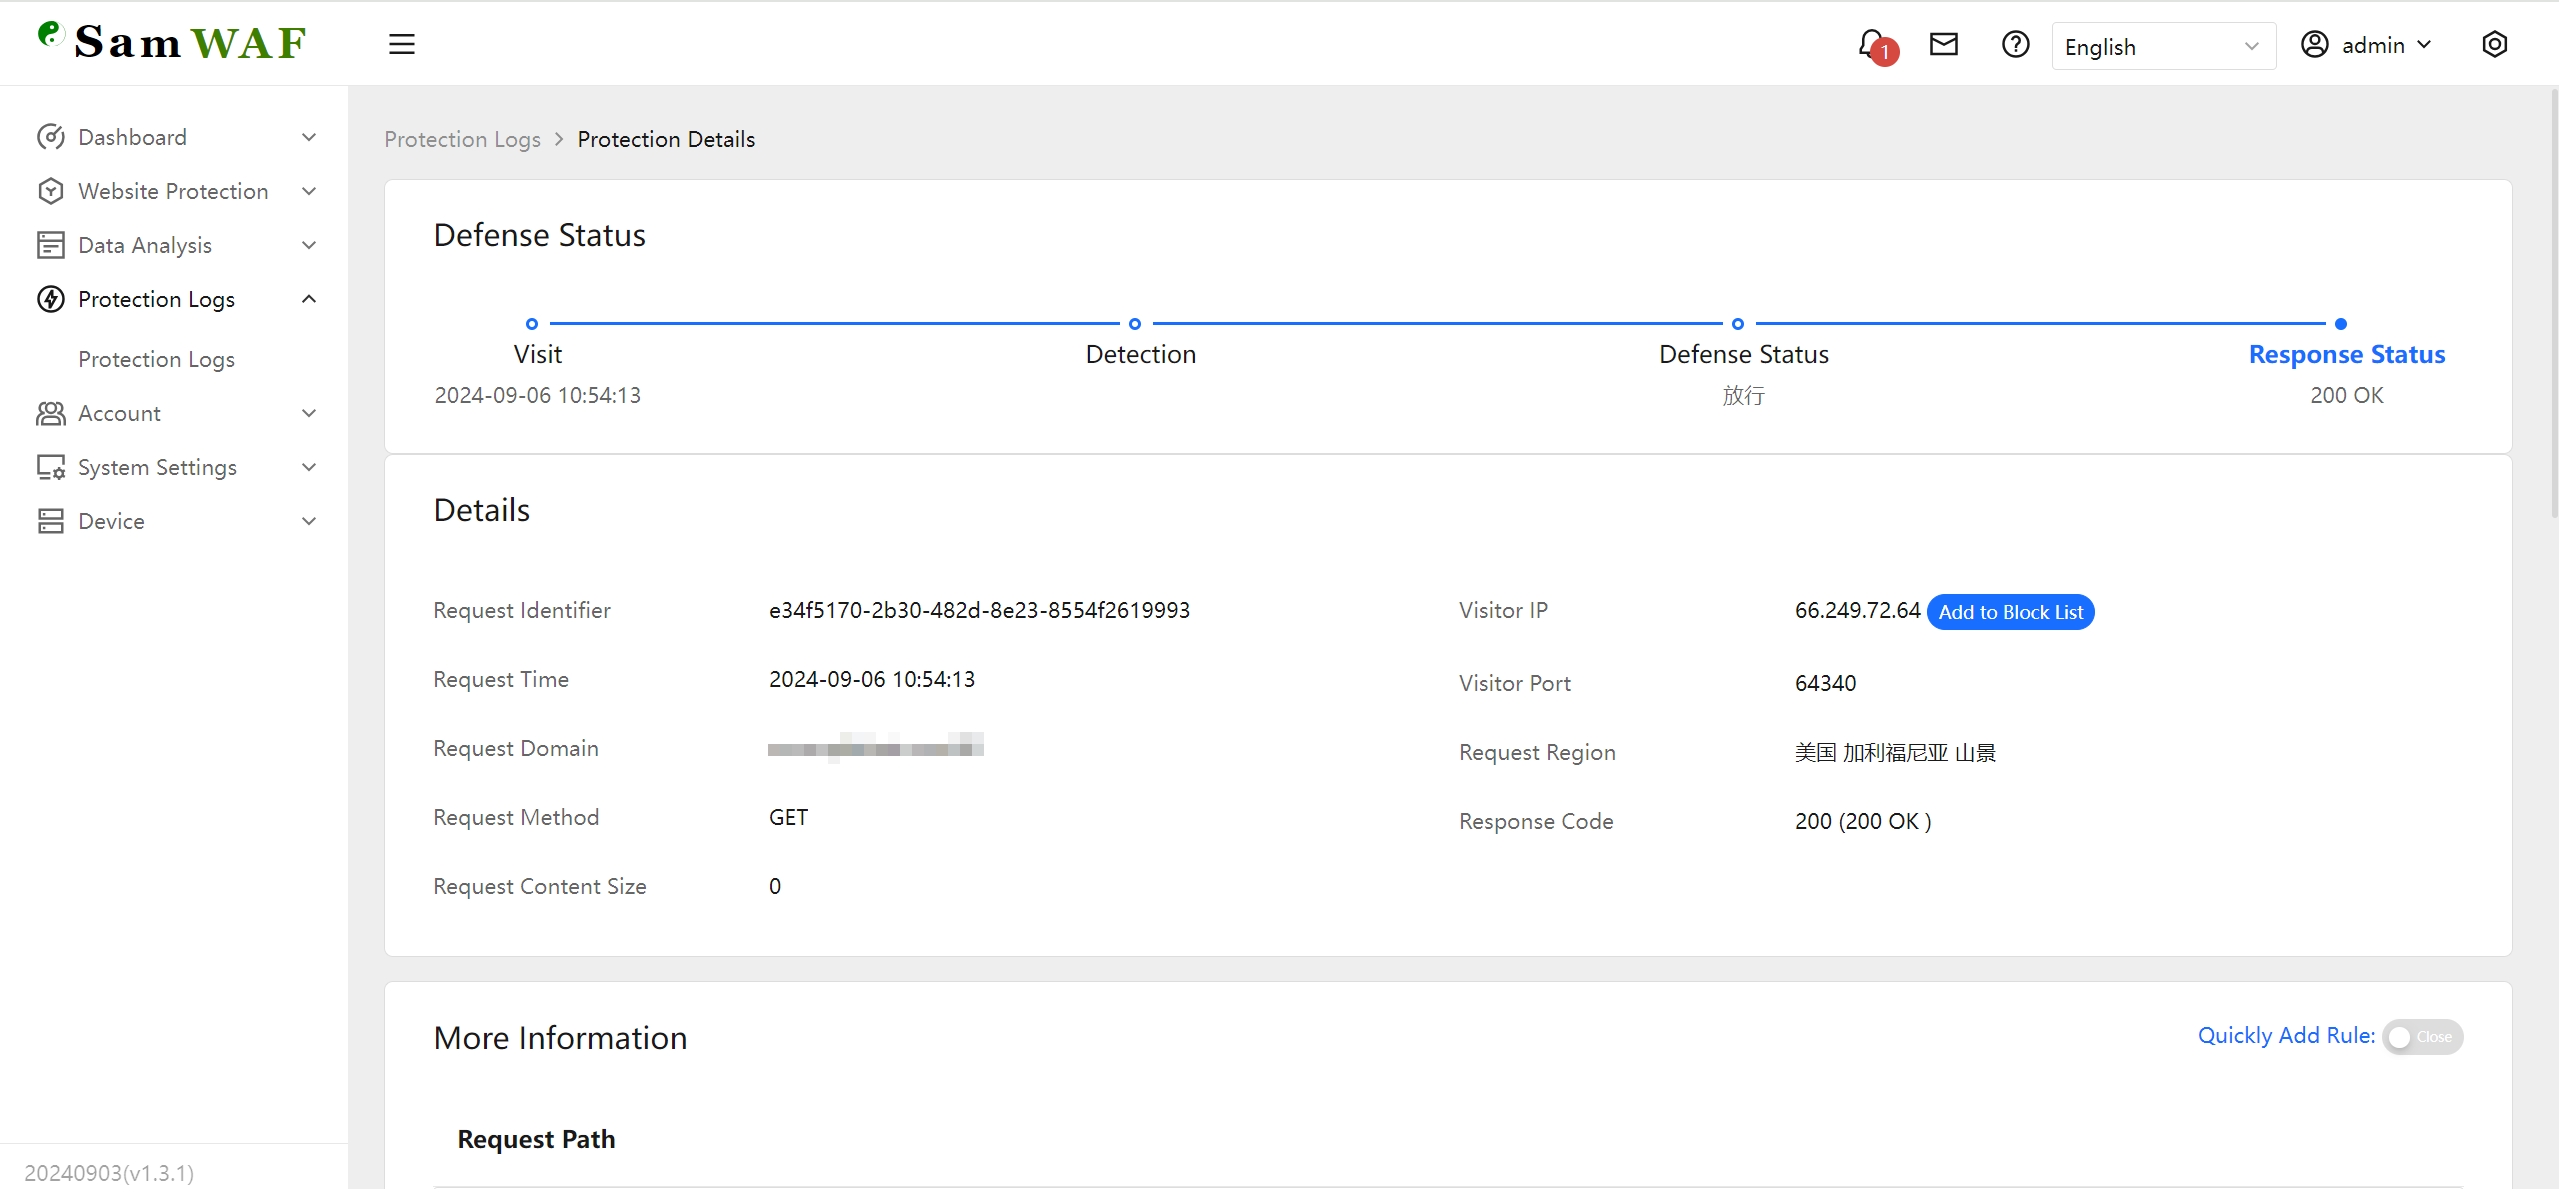 Sam WAF
1
English
admin
Dashboard
Website Protection
Data Analysis
Protection Logs
Protection Logs
Account
System Settings
Device
20240903(v1.3.1)
Protection Logs > Protection Details
Defense Status
Visit
Detection
Defense Status
Response Status
2024-09-06 10:54:13
放行
200 OK
Details
Request Identifier
e34f5170-2b30-482d-8e23-8554f2619993
Visitor IP
66.249.72.64
Add to Block List
Request Time
2024-09-06 10:54:13
Visitor Port
64340
Request Domain
Request Region
美国 加利福尼亚 山景
Request Method
GET
Response Code
200 (200 OK )
Request Content Size
0
More Information
Quickly Add Rule:
Close
Request Path